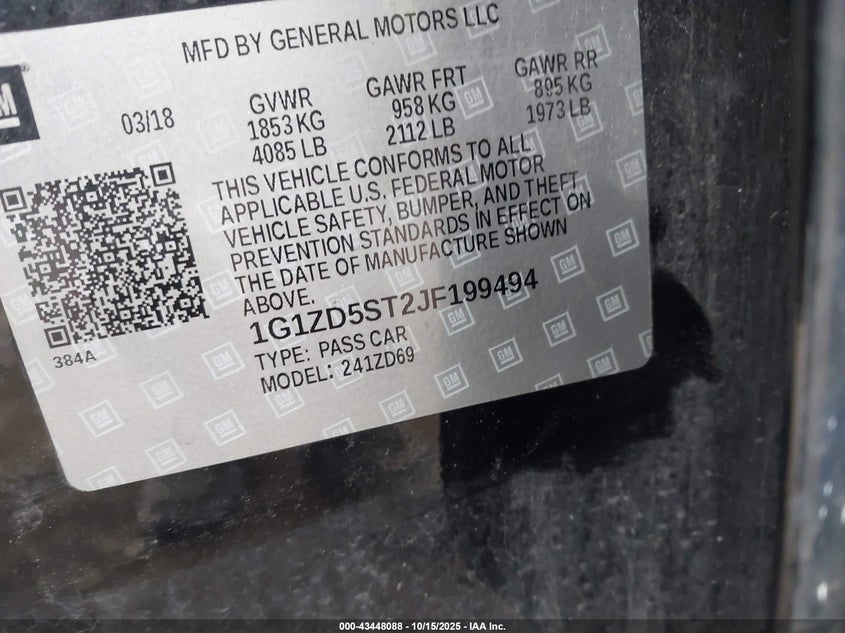 MFD BY GENERAL MOTORS LLC
GM
03/18
GVWR
1853 KG
4085 LB
GAWR FRT
958 KG
2112 LB
GAWR RR
895 KG
1973 LB
THIS VEHICLE CONFORMS TO ALL
APPLICABLE U.S. FEDERAL MOTOR
VEHICLE SAFETY, BUMPER, AND THEFT
PREVENTION STANDARDS IN EFFECT ON
THE DATE OF MANUFACTURE SHOWN
ABOVE.
1G1ZD5ST2JF199494
TYPE: PASS CAR
MODEL: 241ZD69
384A
000-43448088 - 10/15/2025 - IAA Inc.